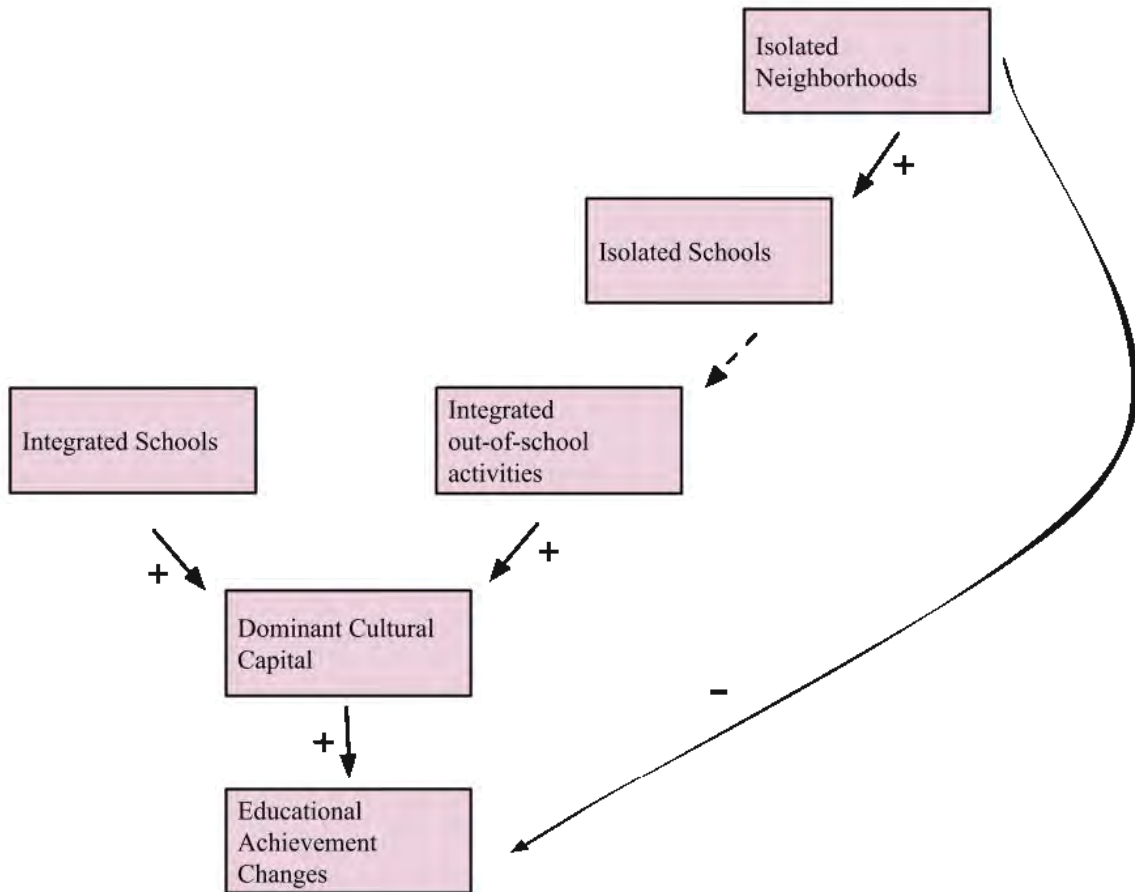 Isolated
Neighborhoods
+
Isolated Schools
Integrated Schools
Integrated
out-of-school
activities
+
+
Dominant Cultural
Capital
-
+
Educational
Achievement
Changes